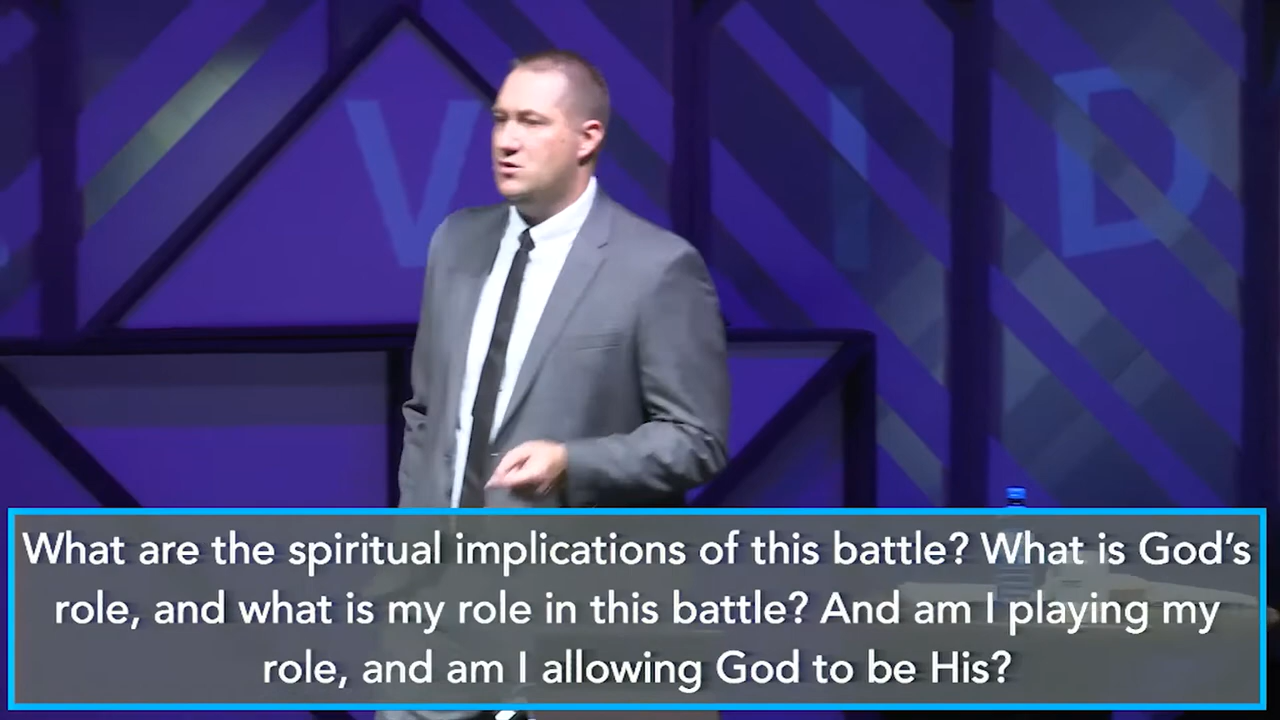 V I D
What are the spiritual implications of this battle? What is God's
role, and what is my role in this battle? And am I playing my
role, and am I allowing God to be His?